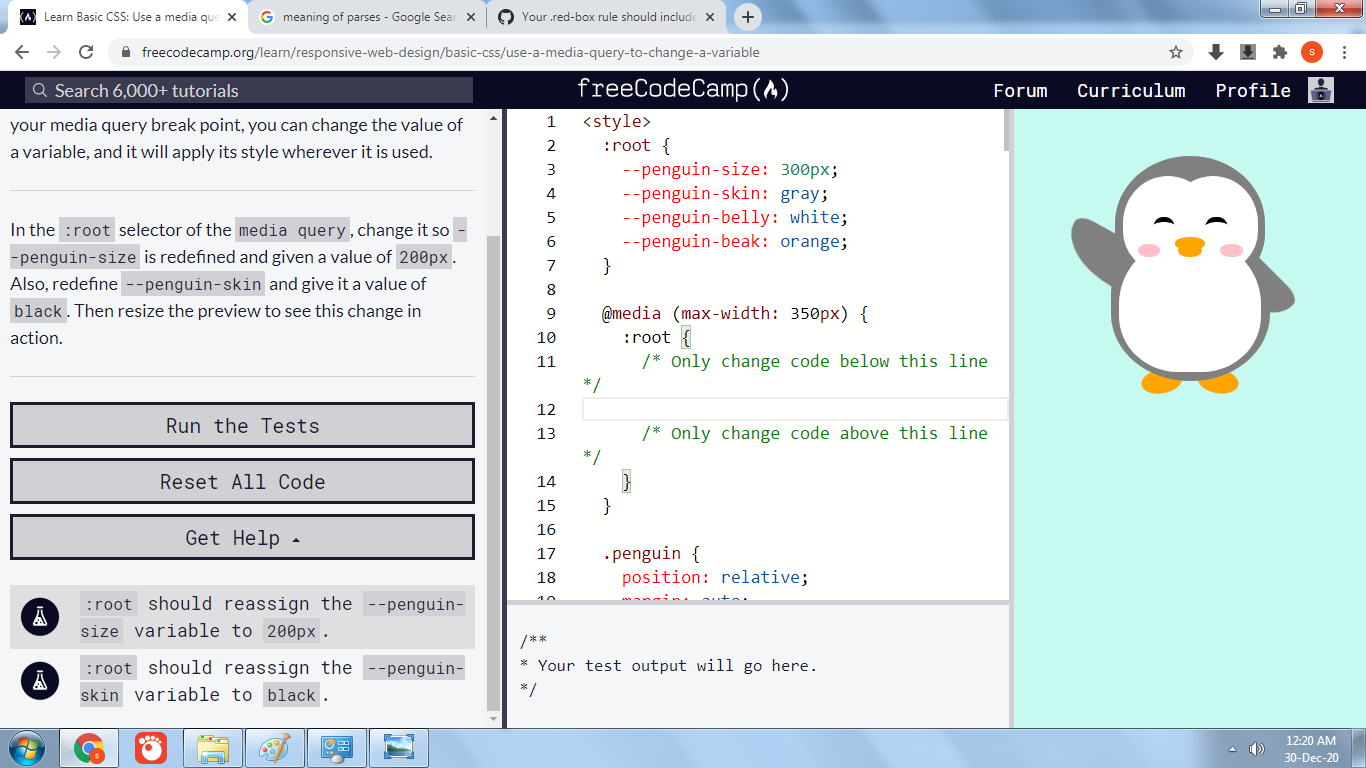 Learn Basic CSS: Use a media que
meaning of parses - Google Sear
Your .red-box rule should include
freecodecamp.org/learn/responsive-web-design/basic-css/use-a-media-query-to-change-a-variable
S
Search 6,000+ tutorials
freeCodeCamp
Forum
Curriculum
Profile
your media query break point, you can change the value of
a variable, and it will apply its style wherever it is used.
In the :root selector of the media query, change it so -
-penguin-size is redefined and given a value of 200px.
Also, redefine --penguin-skin and give it a value of
black. Then resize the preview to see this change in
action.
Run the Tests
Reset All Code
Get Help
:root should reassign the --penguin-
size variable to 200px.
:root should reassign the --penguin-
skin variable to black.
1 <style>
2 :root {
3 --penguin-size: 300px;
4 --penguin-skin: gray;
5 --penguin-belly: white;
6 --penguin-beak: orange;
7 }
8
9 @media (max-width: 350px) {
10 :root {
11 /* Only change code below this line
*/
12
13 /* Only change code above this line
*/
14 }
15 }
16
17 .penguin {
18 position: relative;
19 margin: auto;
/**
* Your test output will go here.
*/
S
12:20 AM
30-Dec-20